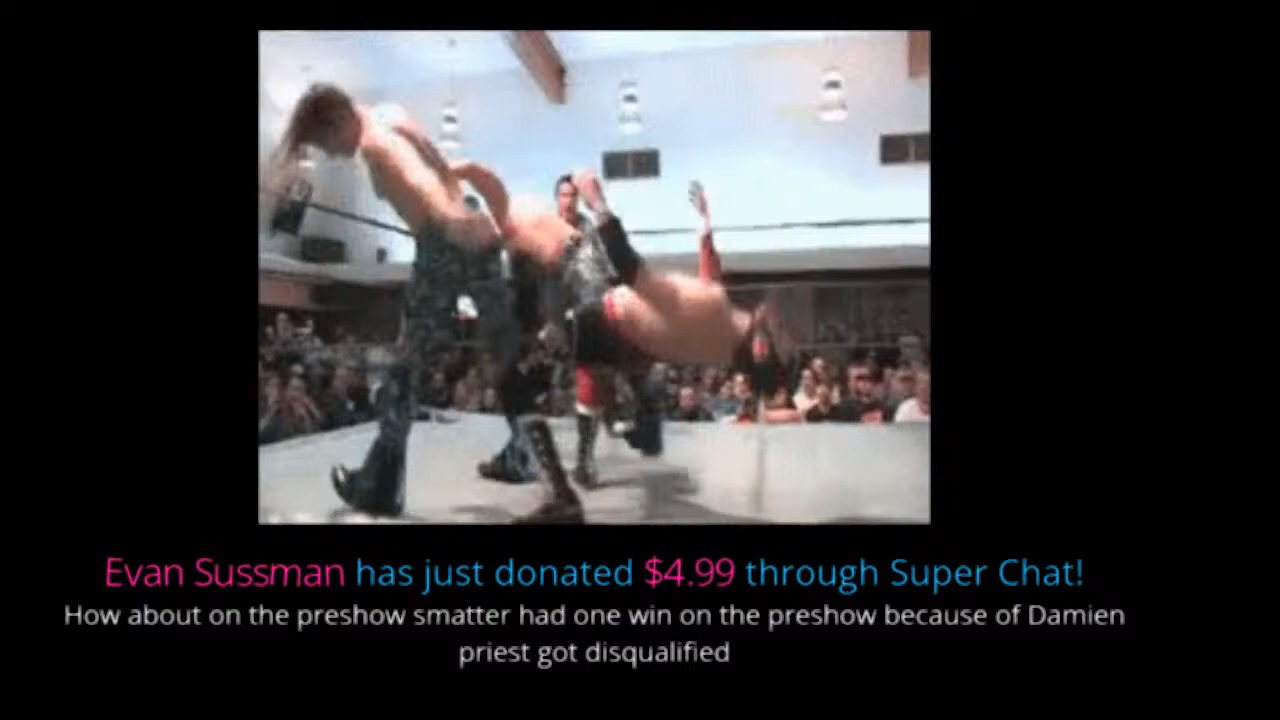 Evan Sussman has just donated $4.99 through Super Chat!
How about on the preshow smatter had one win on the preshow because of Damien
priest got disqualified